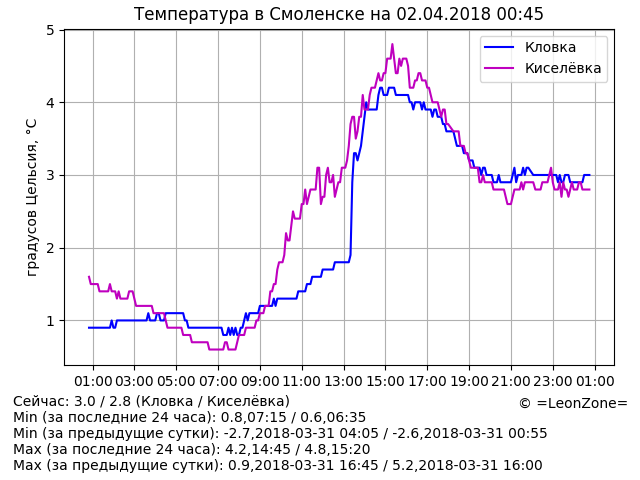 Температура в Смоленске на 02.04.2018 00:45
Кловка
Киселёвка
градусов Цельсия, °C
5
4
3
2
1
01:00 03:00 05:00 07:00 09:00 11:00 13:00 15:00 17:00 19:00 21:00 23:00 01:00
Сейчас: 3.0 / 2.8 (Кловка / Киселёвка)
© =LeonZone=
Min (за последние 24 часа): 0.8,07:15 / 0.6,06:35
Min (за предыдущие сутки): -2.7,2018-03-31 04:05 / -2.6,2018-03-31 00:55
Max (за последние 24 часа): 4.2,14:45 / 4.8,15:20
Max (за предыдущие сутки): 0.9,2018-03-31 16:45 / 5.2,2018-03-31 16:00